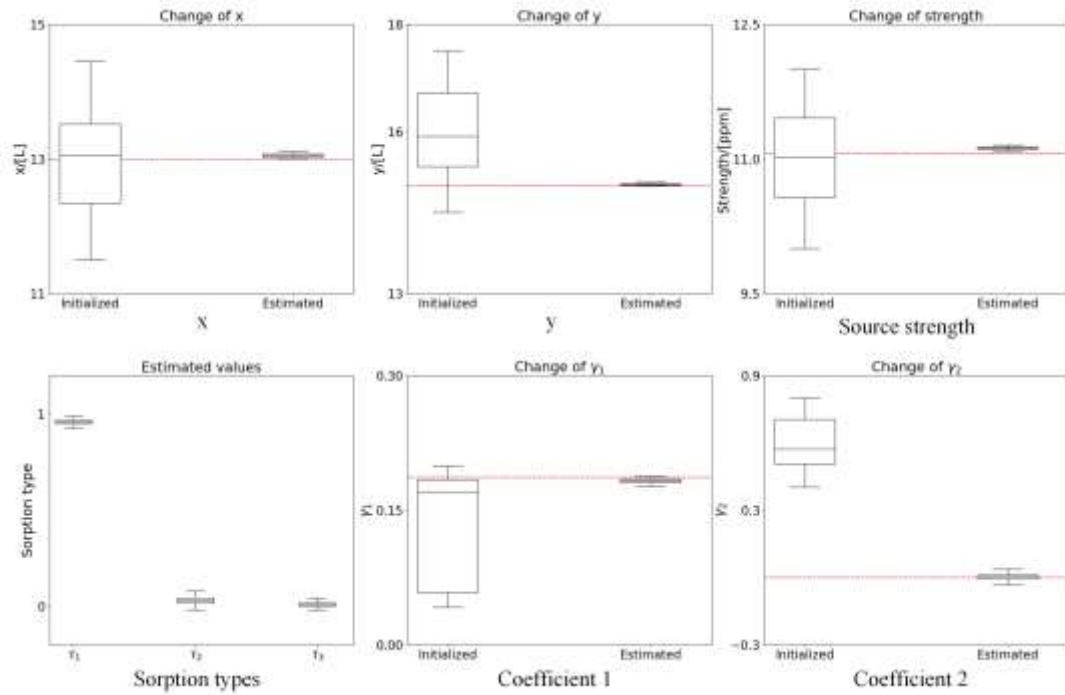 Change of x
15
13
11
x/[L]
Initialized
Estimated
x
Change of y
18
16
13
y/[L]
Initialized
Estimated
y
Change of strength
12.5
11.0
9.5
Strength/[ppm]
Initialized
Estimated
Source strength
Estimated values
1
0
Sorption type
τ₁
τ₂
τ₃
Sorption types
Change of γ₁
0.30
0.15
0.00
γ₁
Initialized
Estimated
Coefficient 1
Change of γ₂
0.9
0.3
−0.3
γ₂
Initialized
Estimated
Coefficient 2